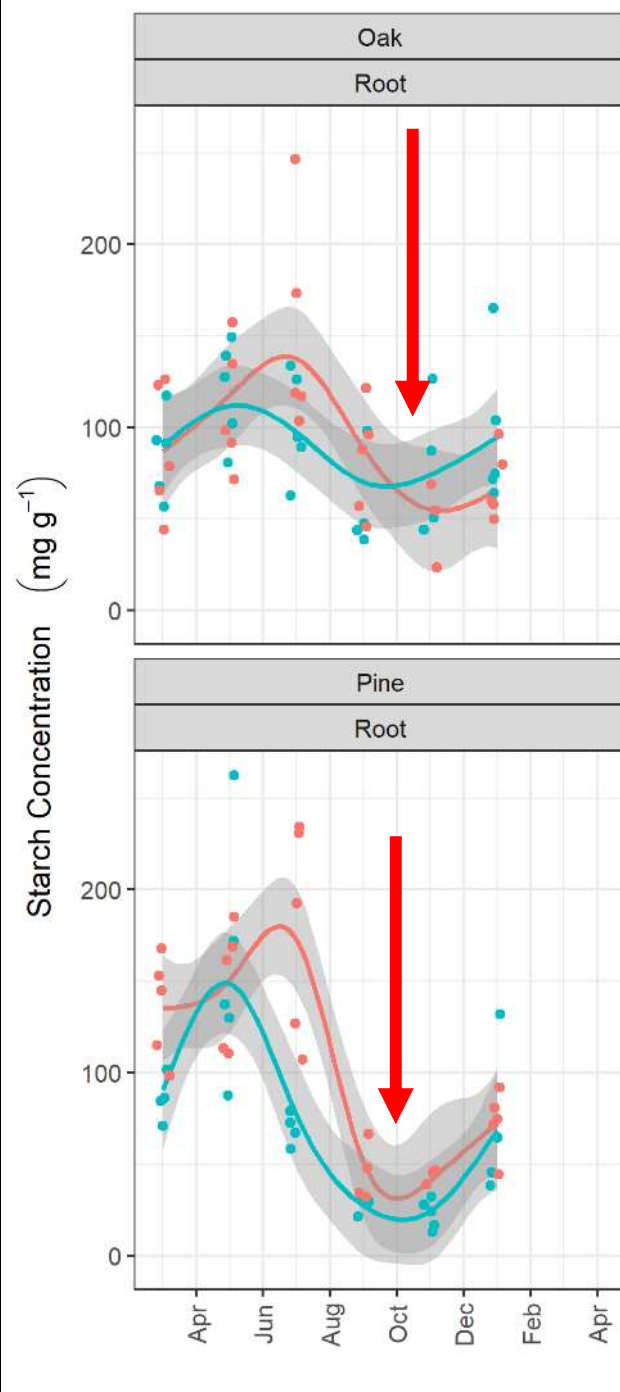 Oak
Root
200
100
0
Pine
Root
200
100
0
Starch Concentration (mg g⁻¹)
Apr
Jun
Aug
Oct
Dec
Feb
Apr